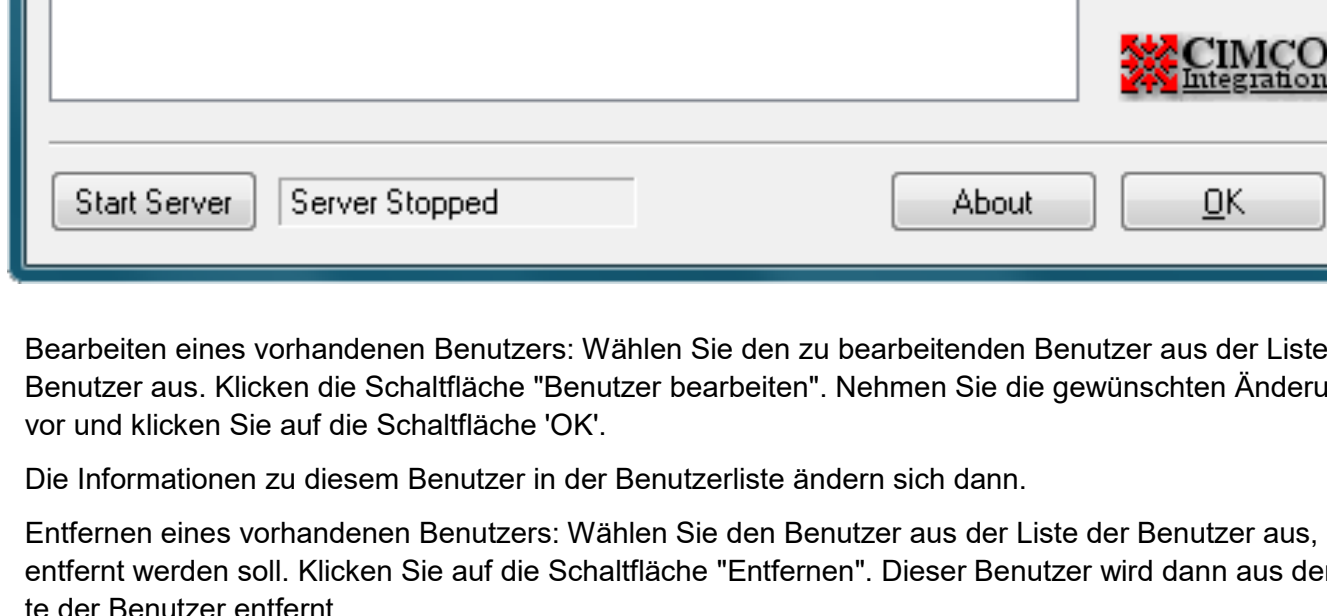 CIMCO
Integration
Start Server Server Stopped About OK
Bearbeiten eines vorhandenen Benutzers: Wählen Sie den zu bearbeitenden Benutzer aus der Liste
Benutzer aus. Klicken die Schaltfläche "Benutzer bearbeiten". Nehmen Sie die gewünschten Änderu
vor und klicken Sie auf die Schaltfläche 'OK'.
Die Informationen zu diesem Benutzer in der Benutzerliste ändern sich dann.
Entfernen eines vorhandenen Benutzers: Wählen Sie den Benutzer aus der Liste der Benutzer aus,
entfernt werden soll. Klicken Sie auf die Schaltfläche "Entfernen". Dieser Benutzer wird dann aus der
te der Benutzer entfernt